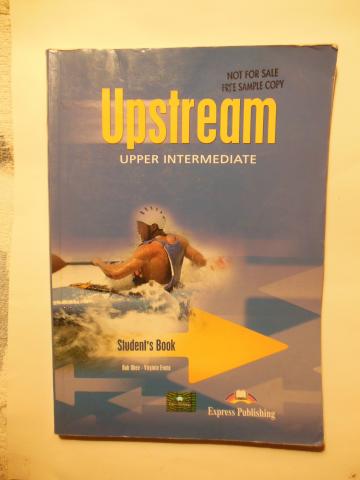 NOT FOR SALE
FREE SAMPLE COPY
Upstream
UPPER INTERMEDIATE
Student's Book
Bob Obee - Virginia Evans
Express Publishing